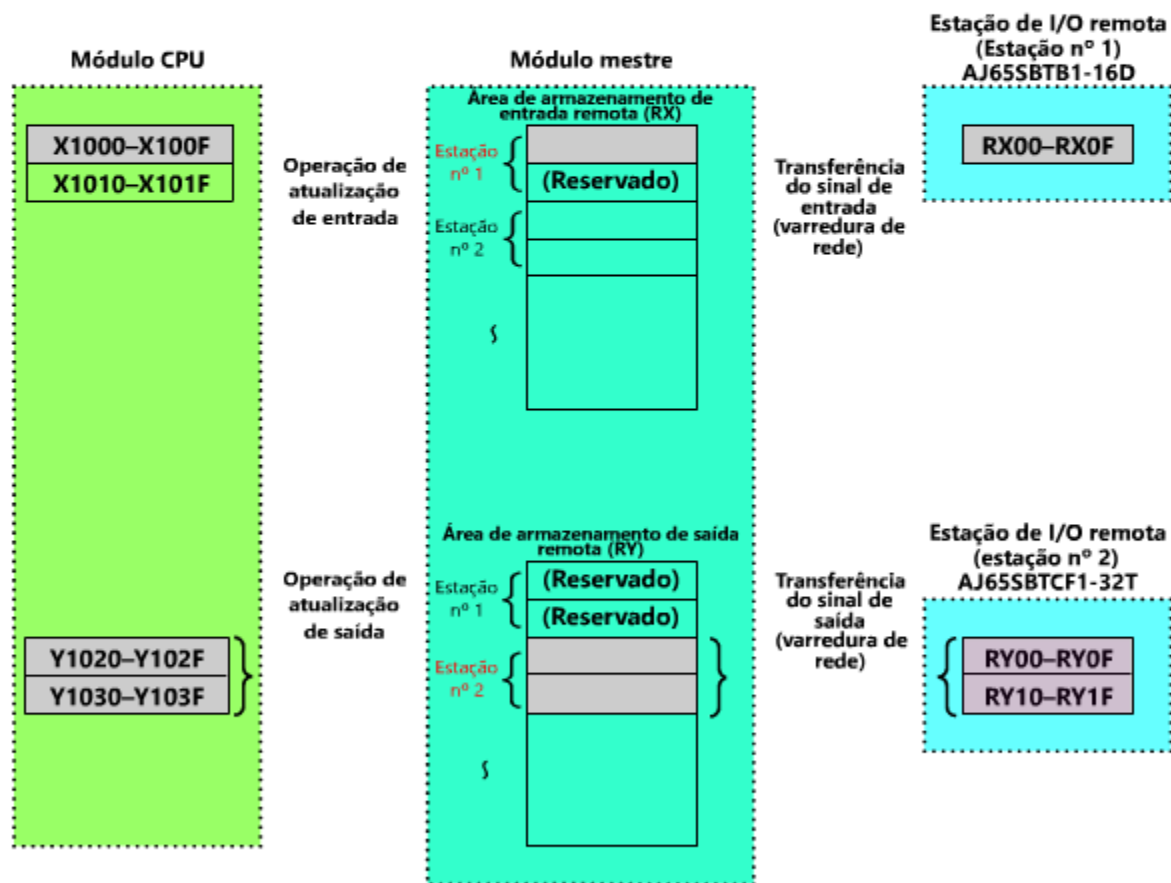 Módulo CPU
X1000–X100F
X1010–X101F
Y1020–Y102F
Y1030–Y103F
Operação de
atualização
de entrada
Operação de
atualização
de saída
Módulo mestre
Área de armazenamento de
entrada remota (RX)
Estação
nº 1
(Reservado)
Estação
nº 2
Área de armazenamento de saída
remota (RY)
Estação
nº 1
(Reservado)
(Reservado)
Estação
nº 2
Transferência
do sinal de
entrada
(varredura de
rede)
Transferência
do sinal de
saída
(varredura de
rede)
Estação de I/O remota
(Estação nº 1)
AJ65SBTB1-16D
RX00–RX0F
Estação de I/O remota
(estação nº 2)
AJ65SBTCF1-32T
RY00–RY0F
RY10–RY1F